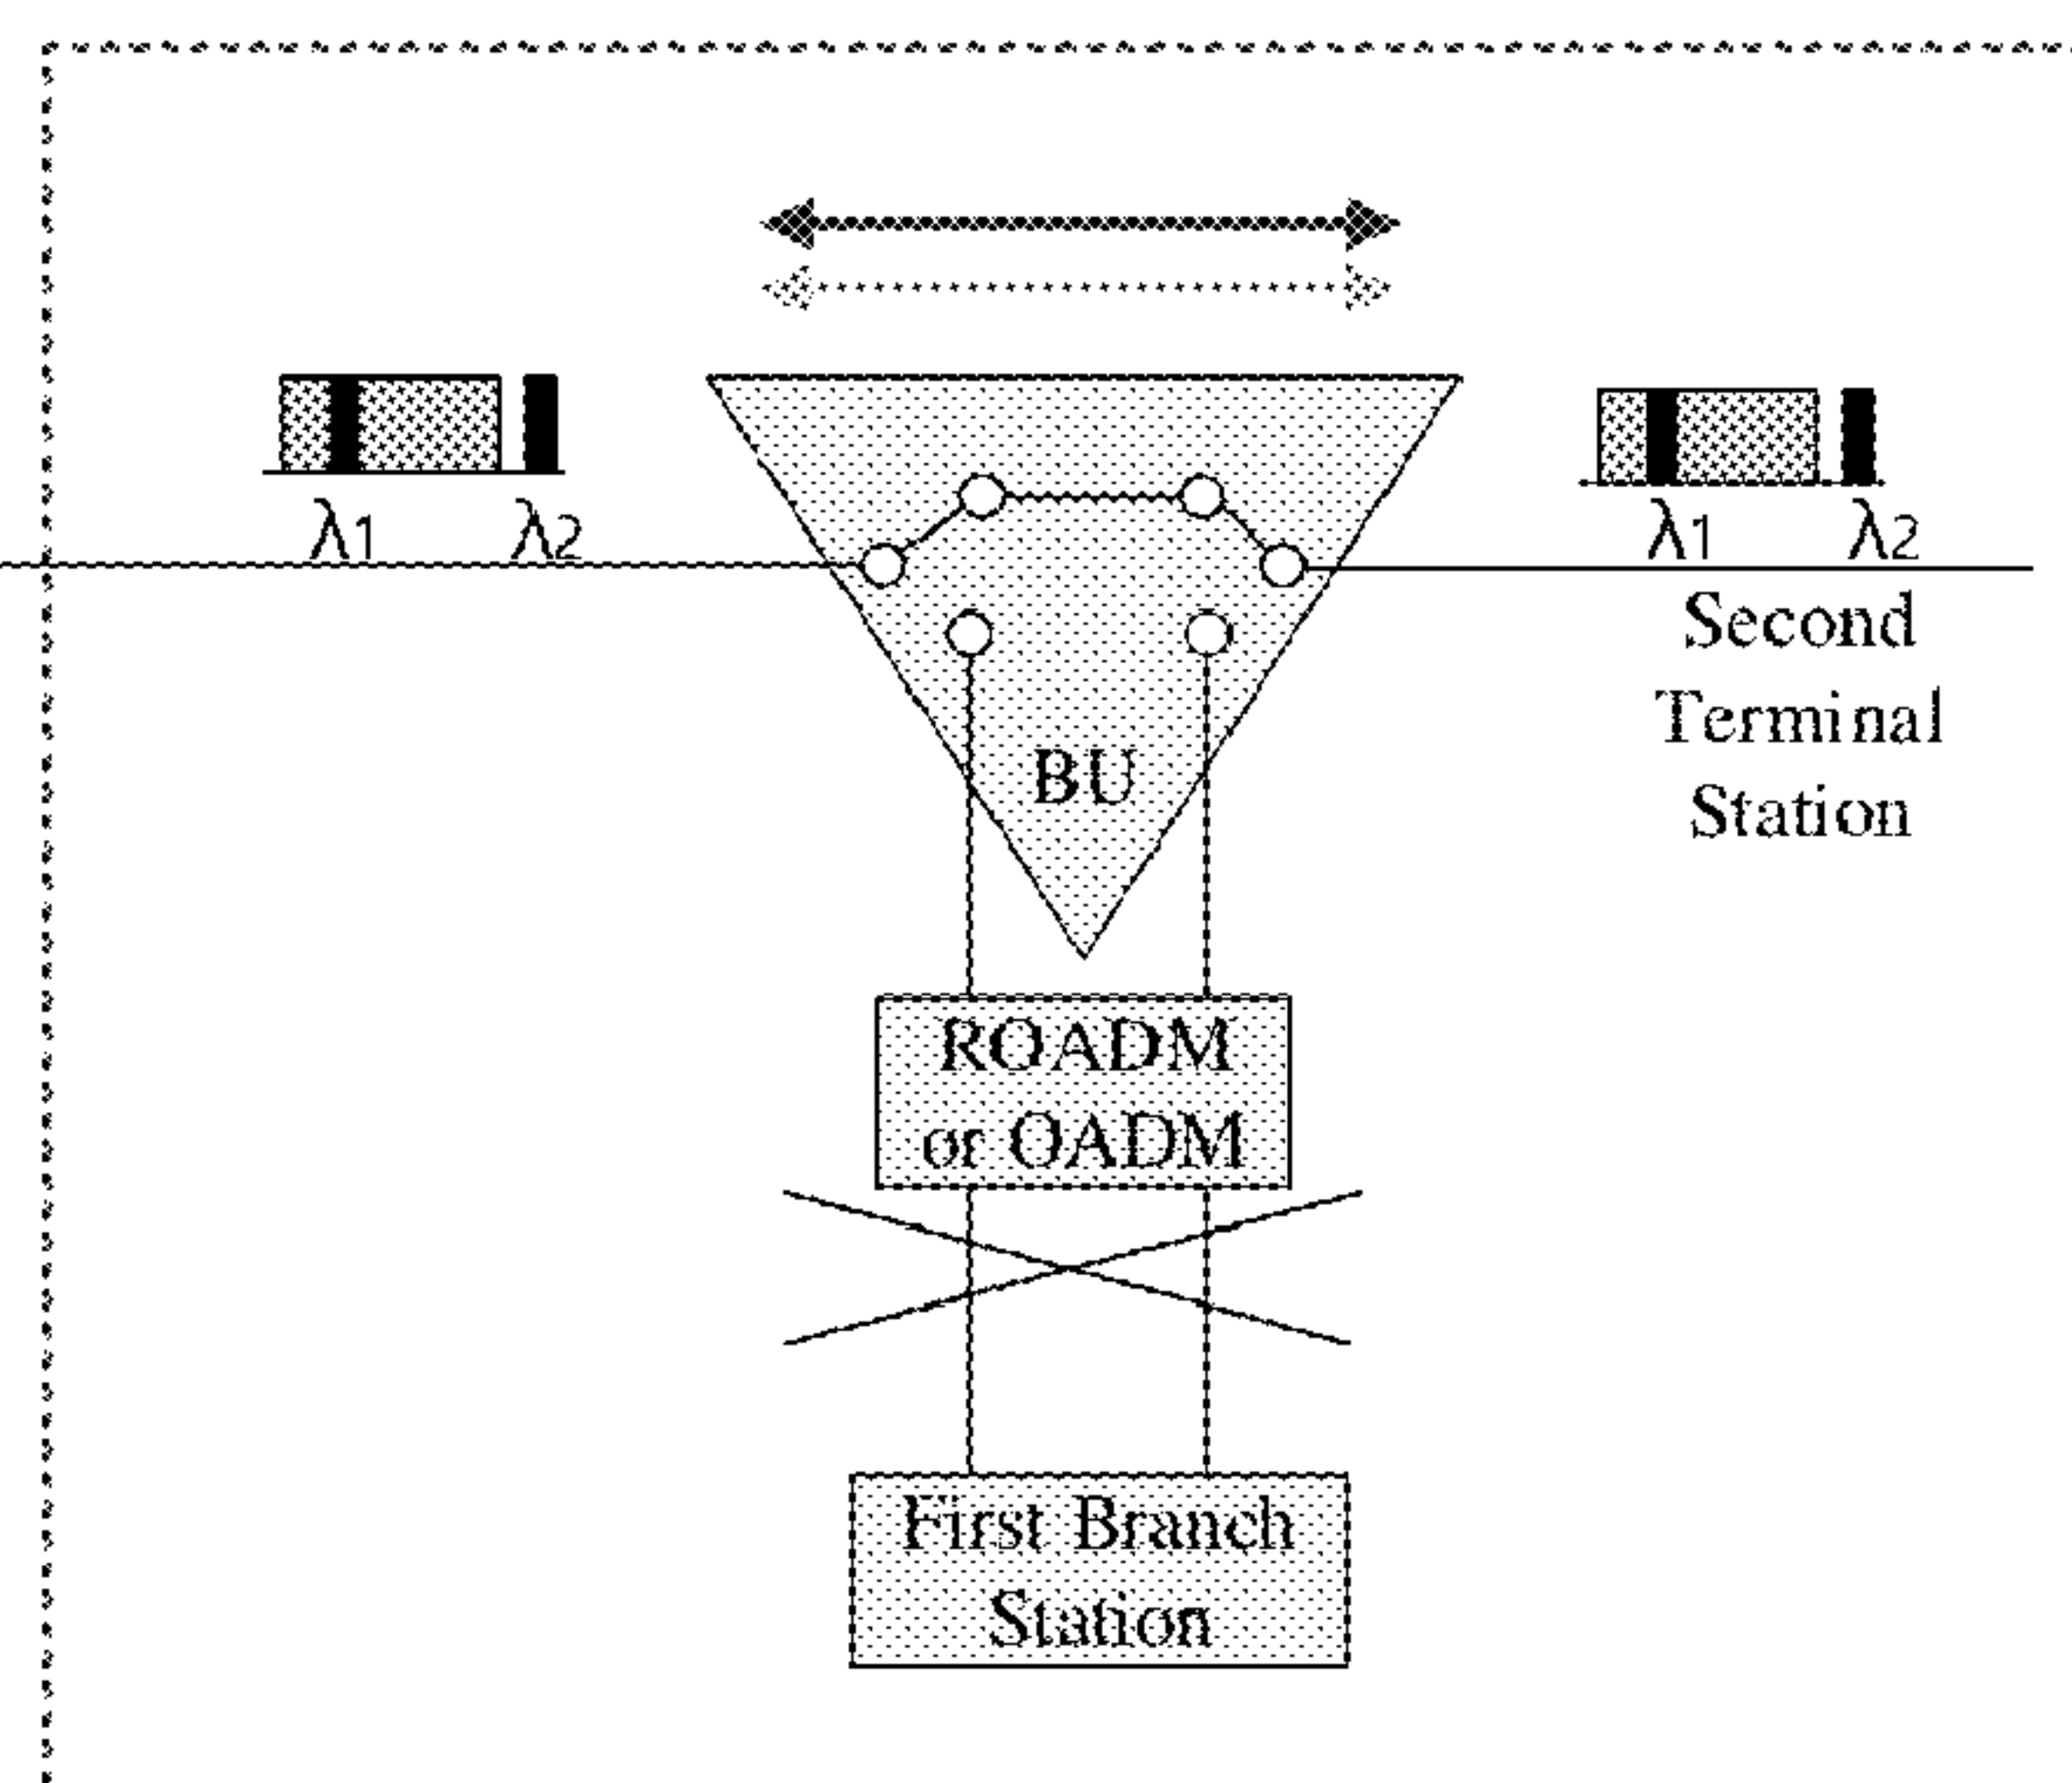 λ1 λ2
λ1 λ2
Second
Terminal
Station
BU
ROADM
or OADM
First Branch
Station